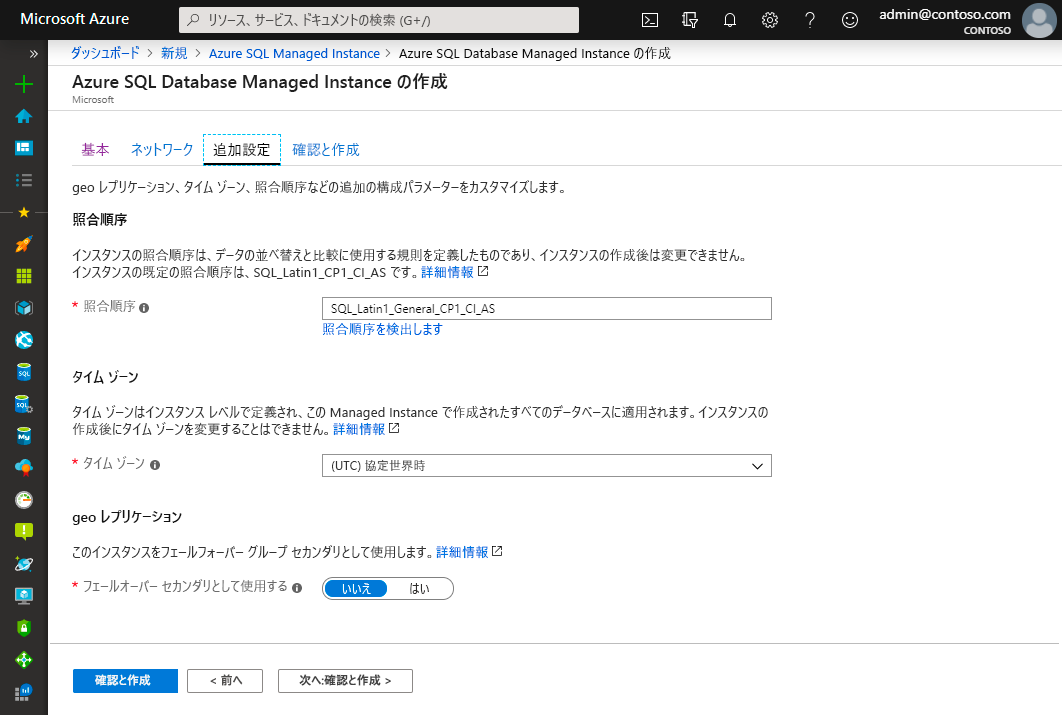 Microsoft Azure
リソース、サービス、ドキュメントの検索 (G+/)
admin@contoso.com
CONTOSO
ダッシュボード > 新規 > Azure SQL Managed Instance > Azure SQL Database Managed Instance の作成
Azure SQL Database Managed Instance の作成
Microsoft
基本 ネットワーク 追加設定 確認と作成
geo レプリケーション、タイム ゾーン、照合順序などの追加の構成パラメーターをカスタマイズします。
照合順序
インスタンスの照合順序は、データの並べ替えと比較に使用する規則を定義したものであり、インスタンスの作成後は変更できません。
インスタンスの既定の照合順序は、SQL_Latin1_CP1_CI_AS です。詳細情報
* 照合順序
SQL_Latin1_General_CP1_CI_AS
照合順序を検出します
タイム ゾーン
タイム ゾーンはインスタンス レベルで定義され、この Managed Instance で作成されたすべてのデータベースに適用されます。インスタンスの
作成後にタイム ゾーンを変更することはできません。詳細情報
* タイム ゾーン
(UTC) 協定世界時
geo レプリケーション
このインスタンスをフェールフォーバー グループ セカンダリとして使用します。詳細情報
* フェールオーバー セカンダリとして使用する
いいえ はい
確認と作成 < 前へ 次へ:確認と作成 >